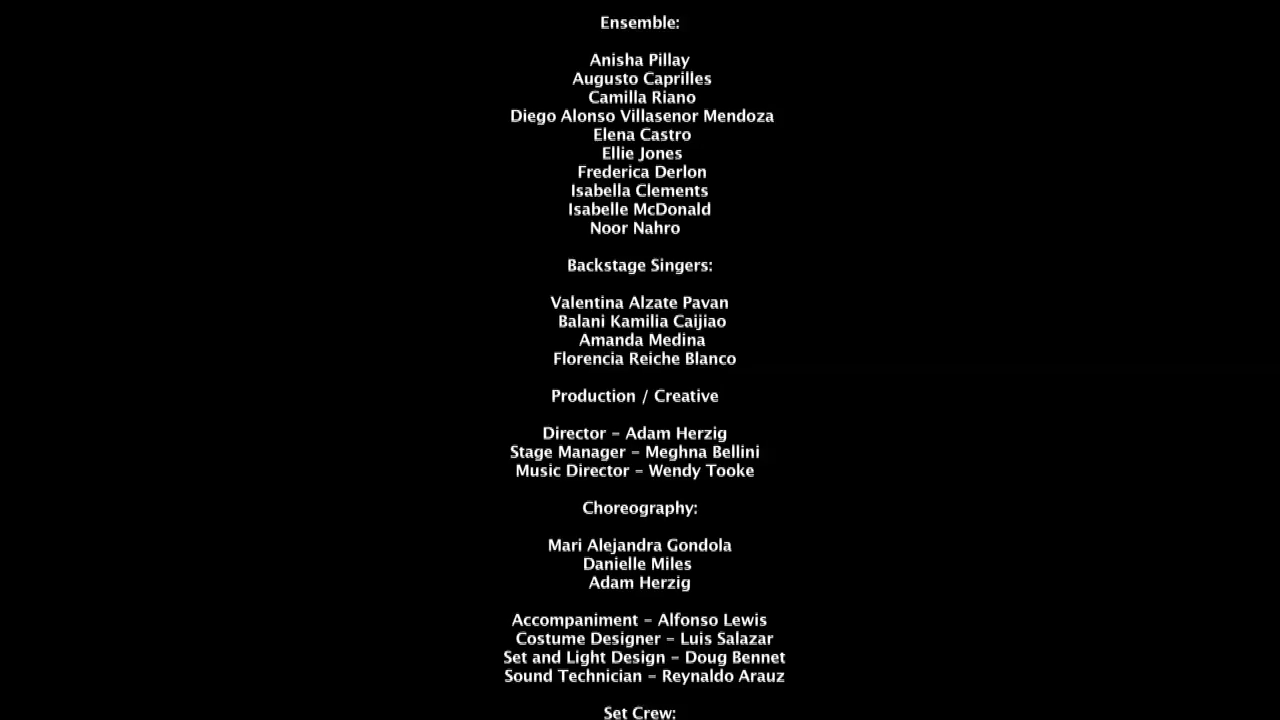 Ensemble:
Anisha Pillay
Augusto Caprilles
Camilla Riano
Diego Alonso Villasenor Mendoza
Elena Castro
Ellie Jones
Frederica Derlon
Isabella Clements
Isabelle McDonald
Noor Nahro
Backstage Singers:
Valentina Alzate Pavan
Balani Kamilia Caijiao
Amanda Medina
Florencia Reiche Blanco
Production / Creative
Director - Adam Herzig
Stage Manager - Meghna Bellini
Music Director - Wendy Tooke
Choreography:
Mari Alejandra Gondola
Danielle Miles
Adam Herzig
Accompaniment - Alfonso Lewis
Costume Designer - Luis Salazar
Set and Light Design - Doug Bennet
Sound Technician - Reynaldo Arauz
Set Crew: